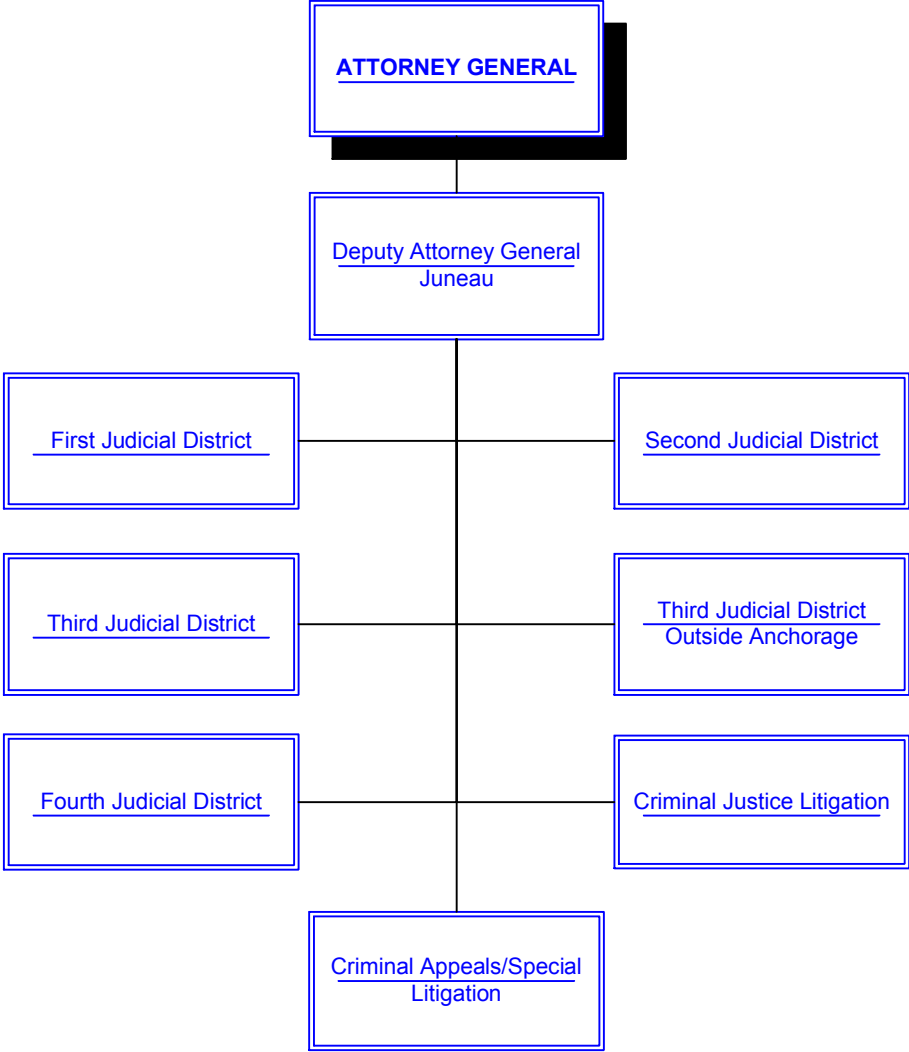 ATTORNEY GENERAL
Deputy Attorney General
Juneau
First Judicial District
Second Judicial District
Third Judicial District
Third Judicial District
Outside Anchorage
Fourth Judicial District
Criminal Justice Litigation
Criminal Appeals/Special
Litigation